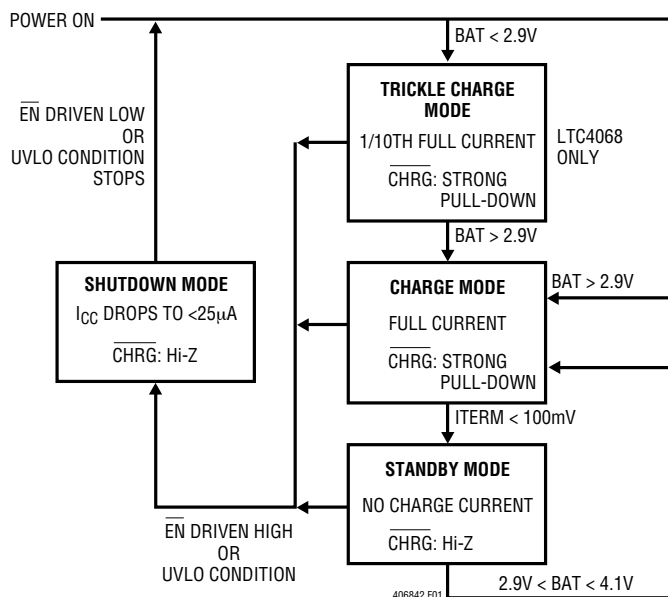 POWER ON
BAT < 2.9V
TRICKLE CHARGE
MODE
1/10TH FULL CURRENT
CHRG: STRONG
PULL-DOWN
LTC4068
ONLY
EN DRIVEN LOW
OR
UVLO CONDITION
STOPS
BAT > 2.9V
SHUTDOWN MODE
ICC DROPS TO <25µA
CHRG: Hi-Z
CHARGE MODE
FULL CURRENT
CHRG: STRONG
PULL-DOWN
BAT > 2.9V
ITERM < 100mV
STANDBY MODE
NO CHARGE CURRENT
CHRG: Hi-Z
EN DRIVEN HIGH
OR
UVLO CONDITION
406842 F01
2.9V < BAT < 4.1V